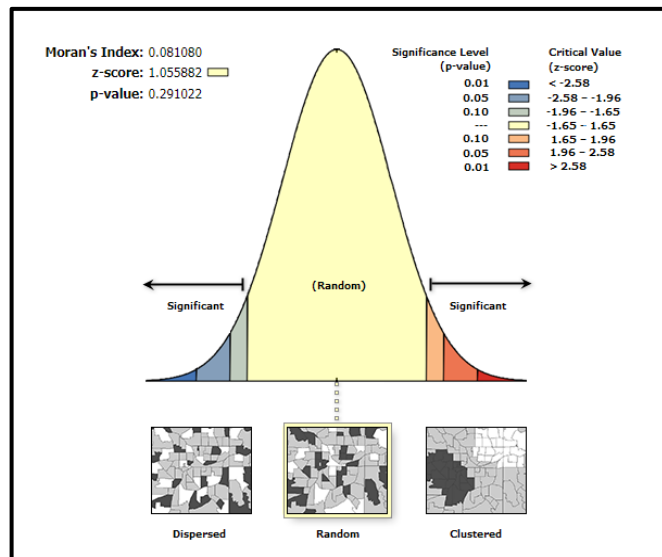 Moran's Index: 0.081080
z-score: 1.055882
p-value: 0.291022
Significance Level
(p-value)
Critical Value
(z-score)
0.01 < -2.58
0.05 -2.58 – -1.96
0.10 -1.96 – -1.65
--- -1.65 – 1.65
0.10 1.65 – 1.96
0.05 1.96 – 2.58
0.01 > 2.58
Significant
(Random)
Significant
Dispersed
Random
Clustered